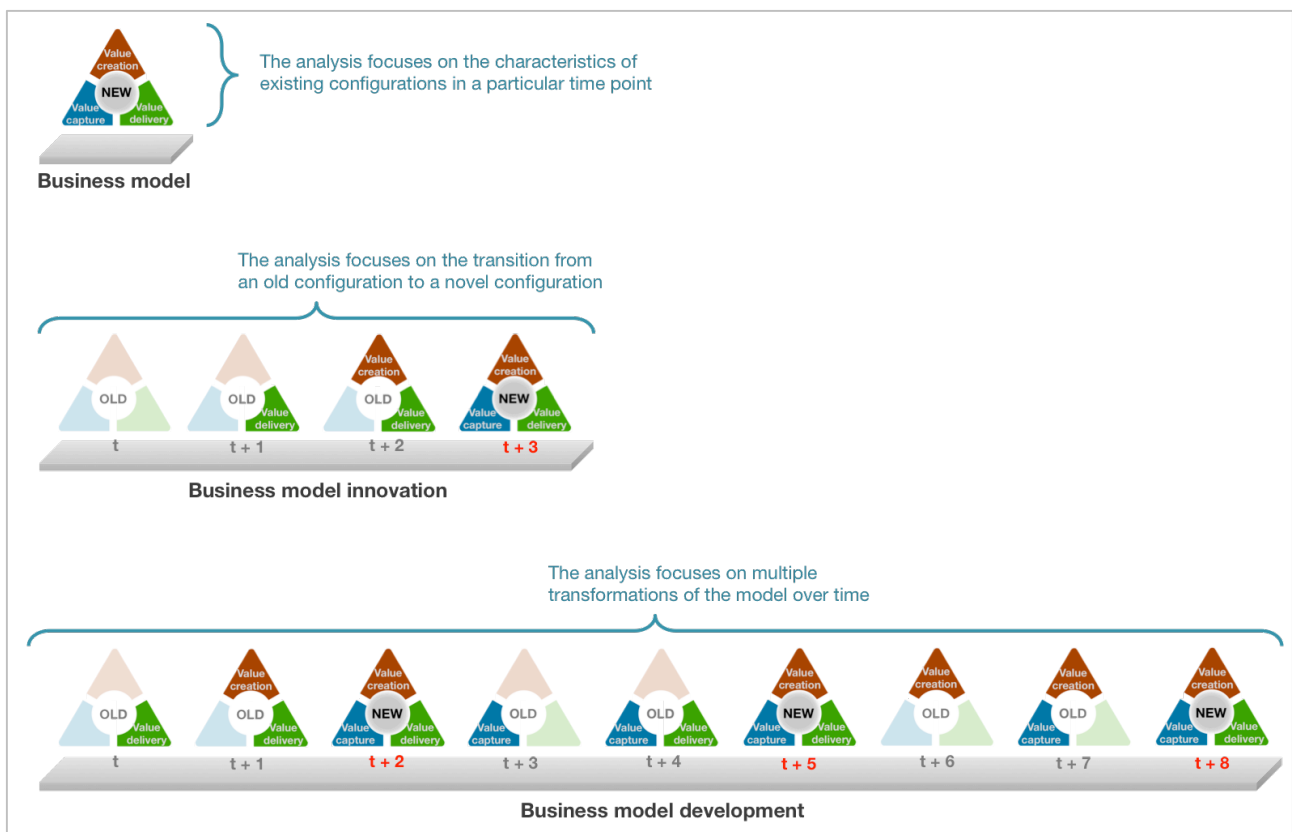 Value
creation
NEW
Value
capture
Value
delivery
The analysis focuses on the characteristics of
existing configurations in a particular time point
Business model
The analysis focuses on the transition from
an old configuration to a novel configuration
OLD
OLD
Value
delivery
Value
creation
OLD
Value
delivery
Value
creation
NEW
Value
capture
Value
delivery
t
t + 1
t + 2
t + 3
Business model innovation
The analysis focuses on multiple
transformations of the model over time
OLD
Value
delivery
Value
creation
OLD
Value
delivery
Value
creation
NEW
Value
capture
Value
delivery
OLD
Value
capture
OLD
Value
capture
Value
delivery
Value
creation
NEW
Value
capture
Value
delivery
Value
creation
OLD
Value
creation
OLD
Value
capture
Value
creation
NEW
Value
capture
Value
delivery
t
t + 1
t + 2
t + 3
t + 4
t + 5
t + 6
t + 7
t + 8
Business model development